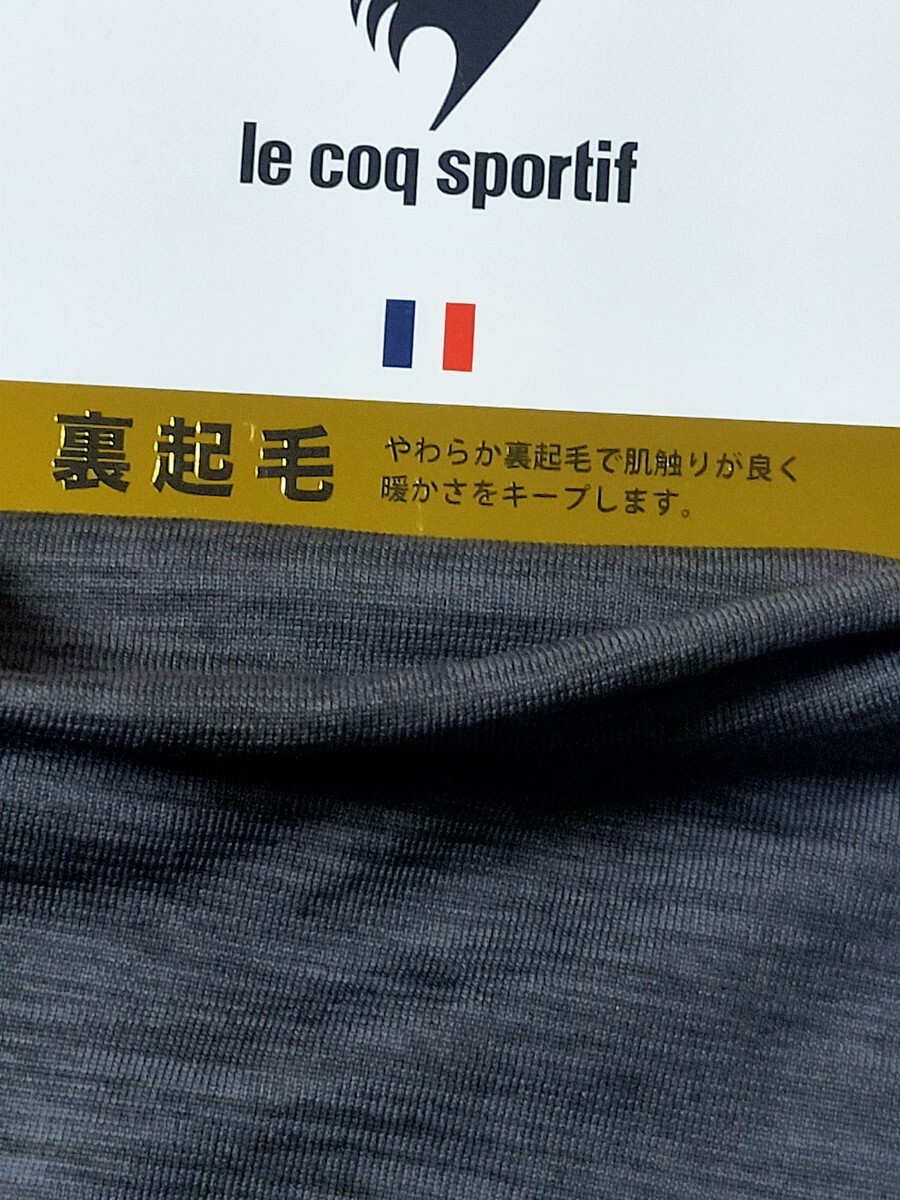 le coq sportif
裏起毛
やわらか裏起毛で肌触りが良く
暖かさをキープします。